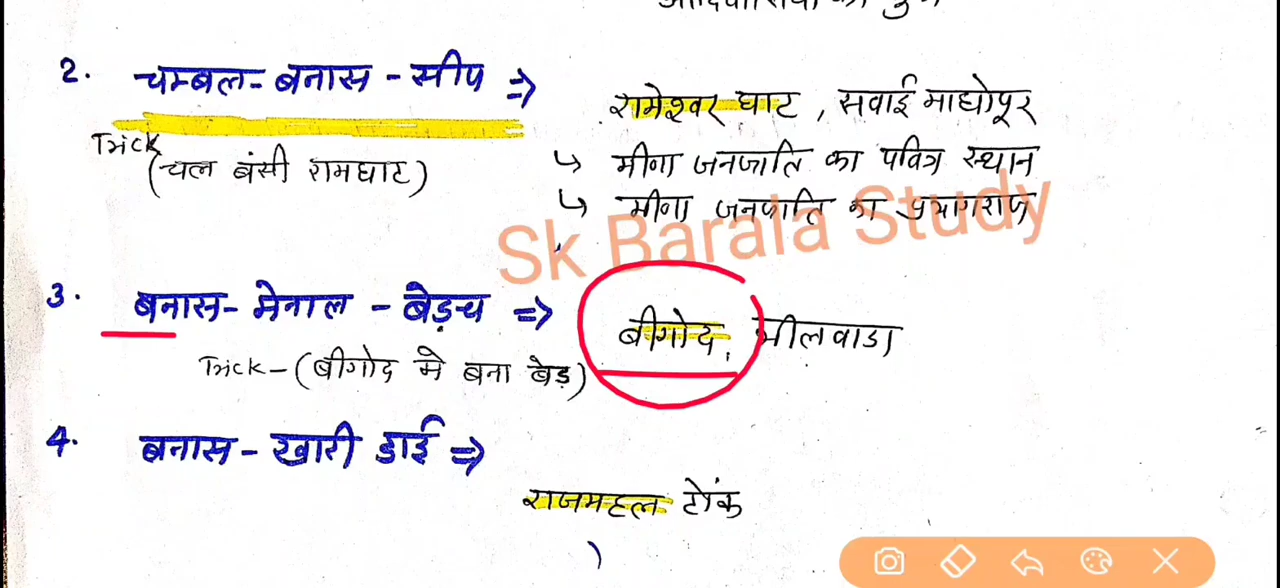 2. चम्बल-बनास-सीप ⇒
रामेश्वर घाट, सवाई माधोपुर
Trick
(चल बंसी रामघाट)
↳ मीणा जनजाति का पवित्र स्थान
↳ मीणा जनजाति का प्रयागराज
Sk Barala Study
3. बनास-मेनाल-बेड़च ⇒
बीगोद, भीलवाडा
Trick-(बीगोद मे बना बेड़)
4. बनास-खारी डाई ⇒
राजमहल टोंक